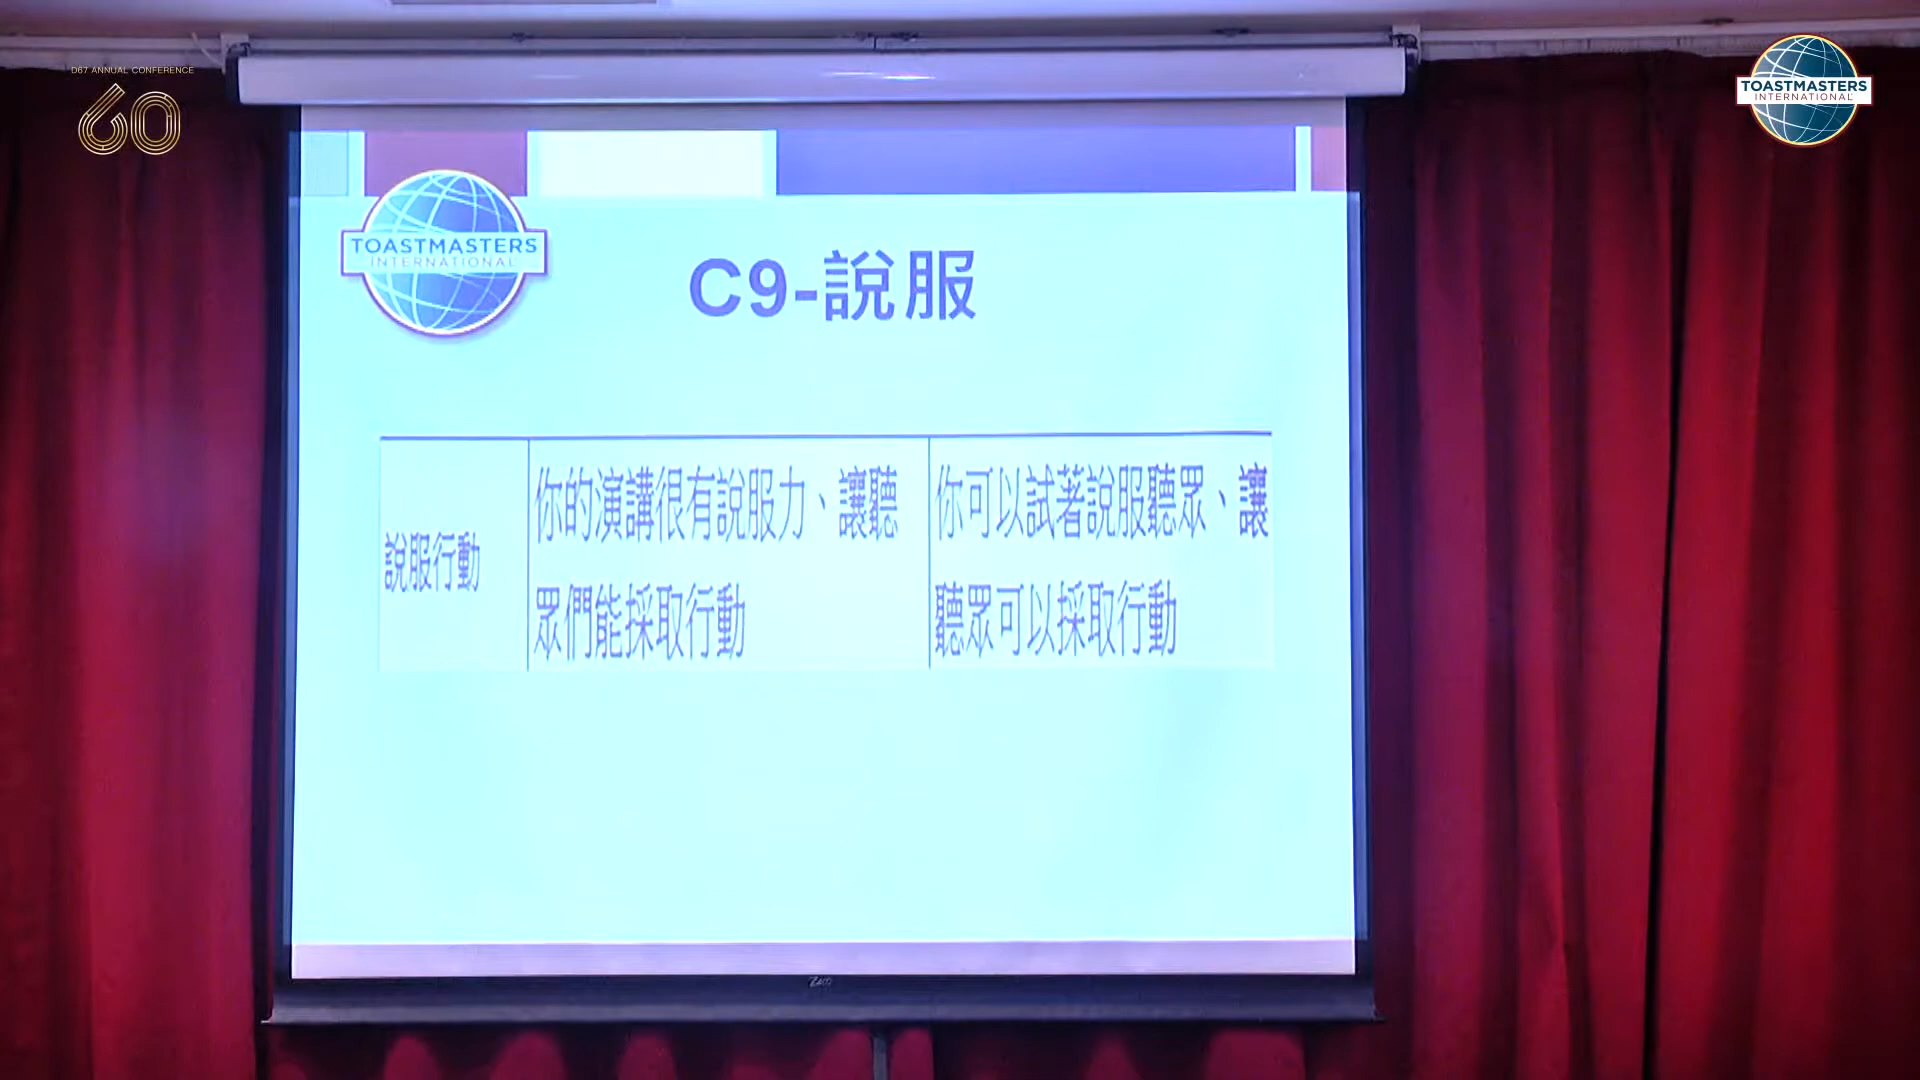 D67 ANNUAL CONFERENCE
60
TOASTMASTERS
INTERNATIONAL
TOASTMASTERS
INTERNATIONAL
C9-說服
說服行動
你的演講很有說服力、讓聽
眾們能採取行動
你可以試著說服聽眾、讓
聽眾可以採取行動